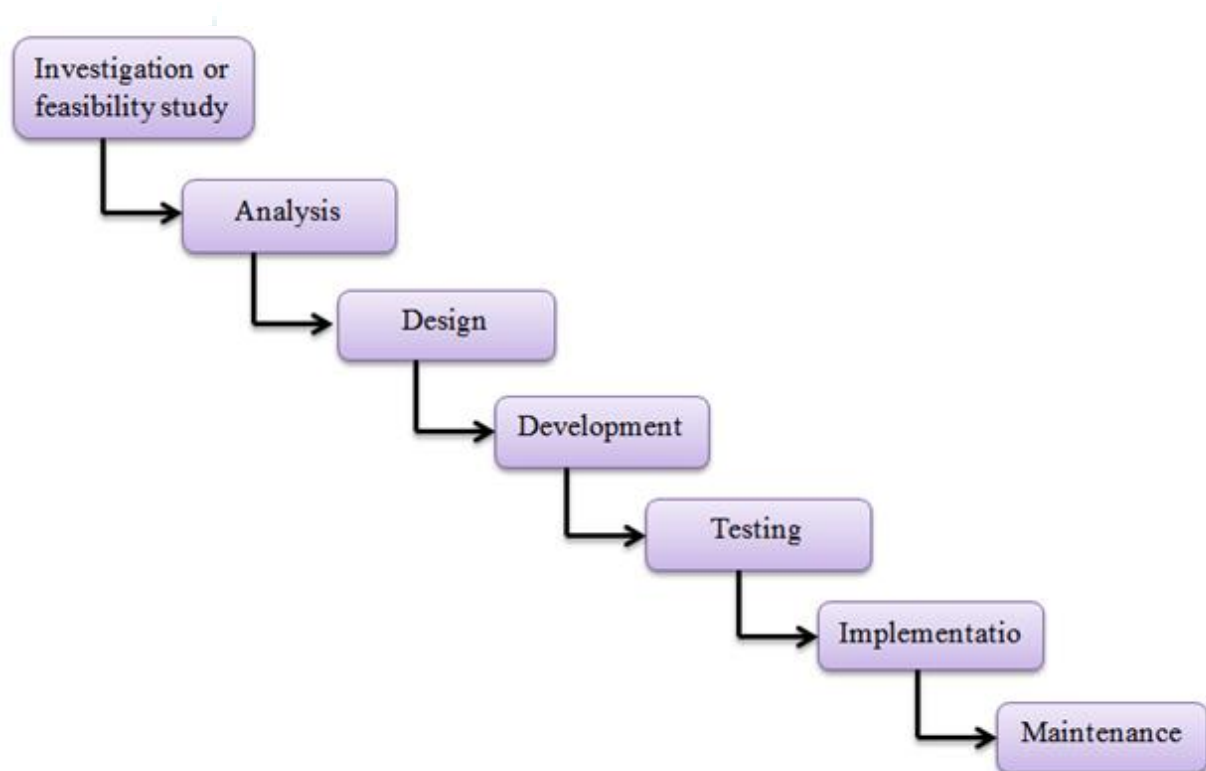 Investigation or
feasibility study
Analysis
Design
Development
Testing
Implementatio
Maintenance